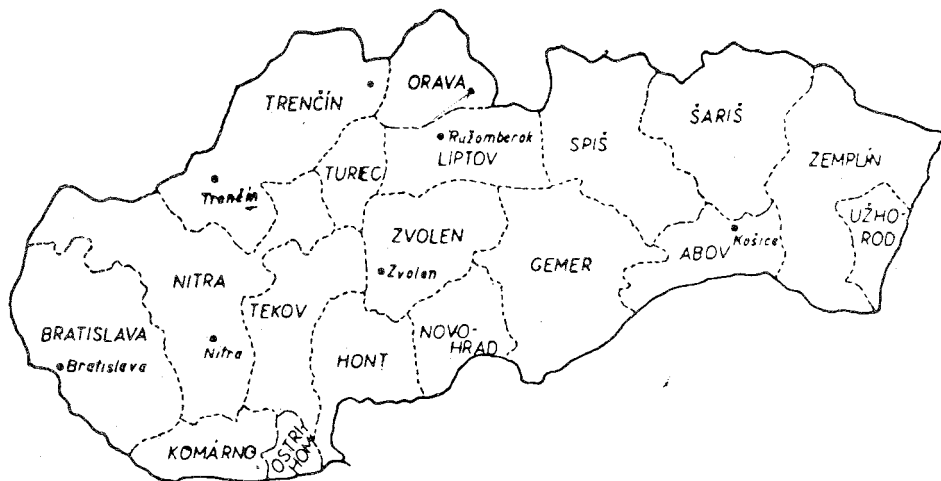 TRENČÍN
ORAVA
ŠARIŠ
Ružomberok
LIPTOV
SPIŠ
ZEMPLÍN
TURIEC
Trenčín
UŽHO-
ROD
ZVOLEN
Košice
ABOV
GEMER
Zvolen
NITRA
TEKOV
BRATISLAVA
NOVO-
HRAD
Nitra
HONT
Bratislava
KOMÁRNO
OSTRI-
HOM